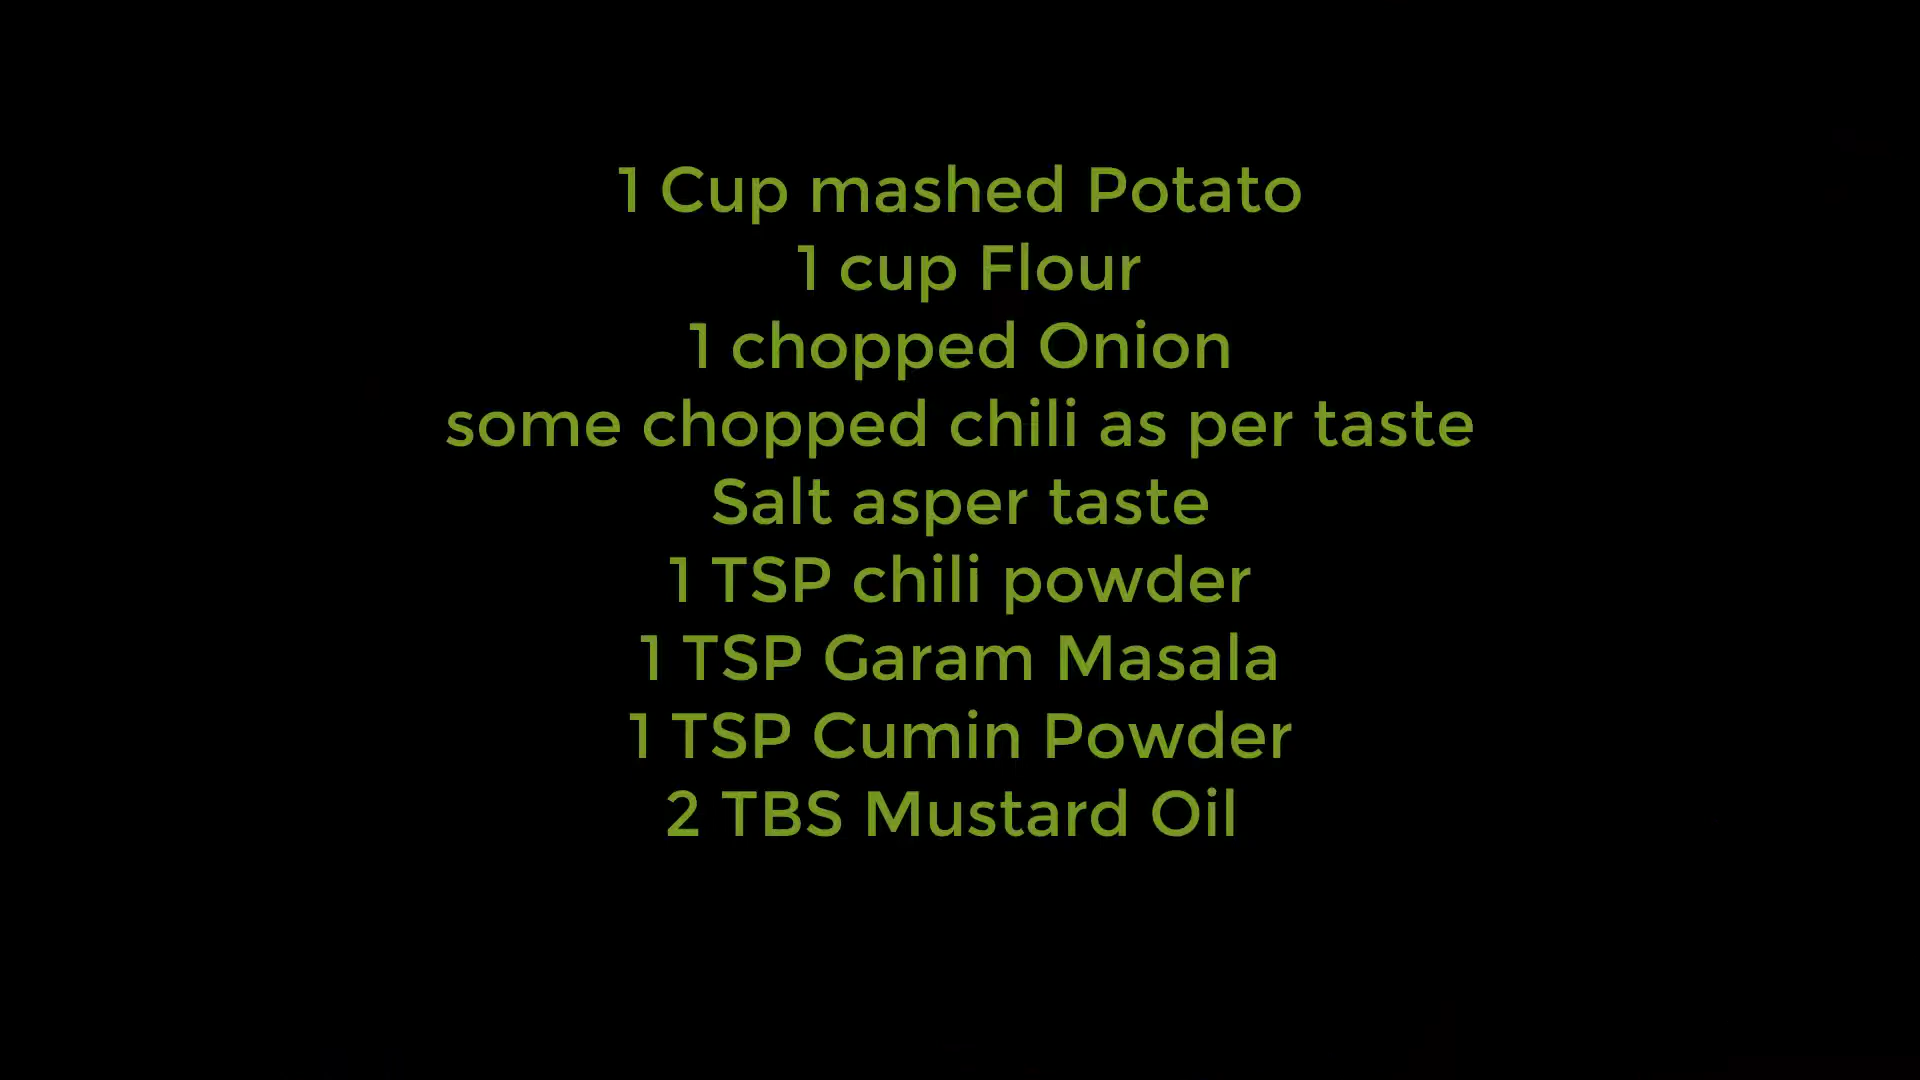 1 Cup mashed Potato
1 cup Flour
1 chopped Onion
some chopped chili as per taste
Salt asper taste
1 TSP chili powder
1 TSP Garam Masala
1 TSP Cumin Powder
2 TBS Mustard Oil